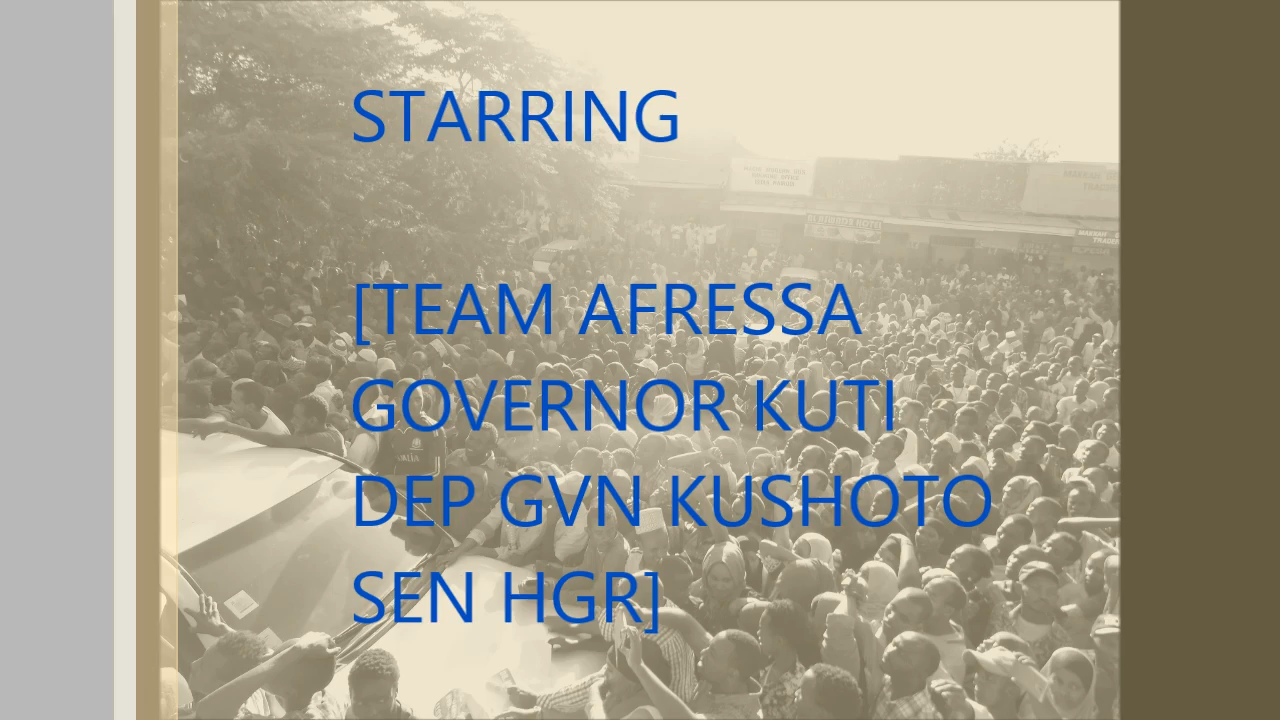 STARRING
[TEAM AFRESSA
GOVERNOR KUTI
DEP GVN KUSHOTO
SEN HGR]